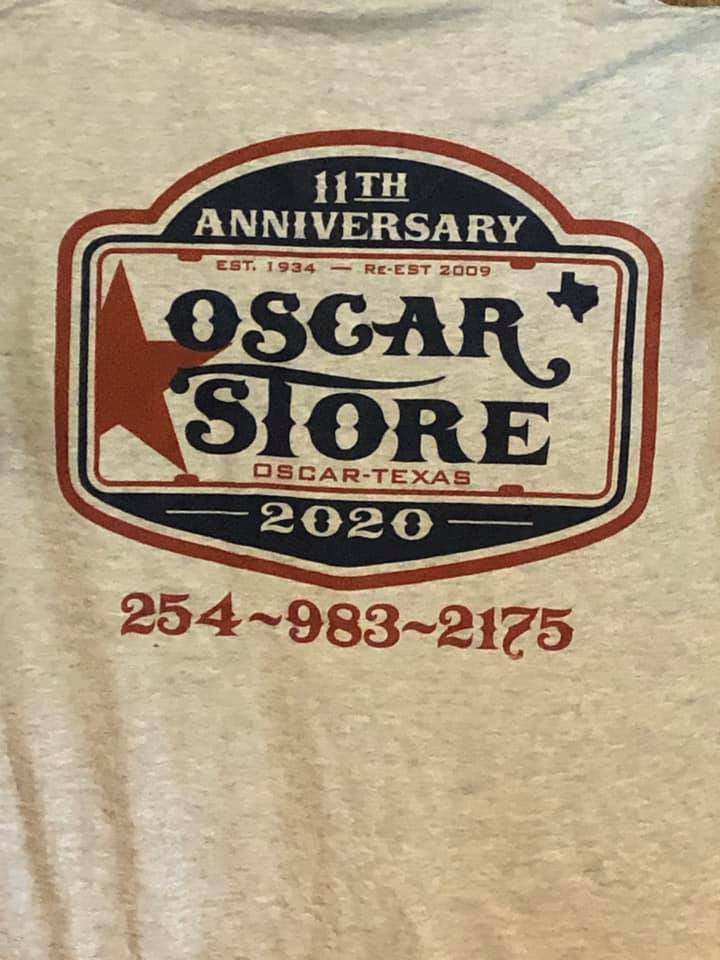 11TH
ANNIVERSARY
EST. 1934 — RE-EST 2009
OSCAR
STORE
OSCAR-TEXAS
2020
254~983~2175